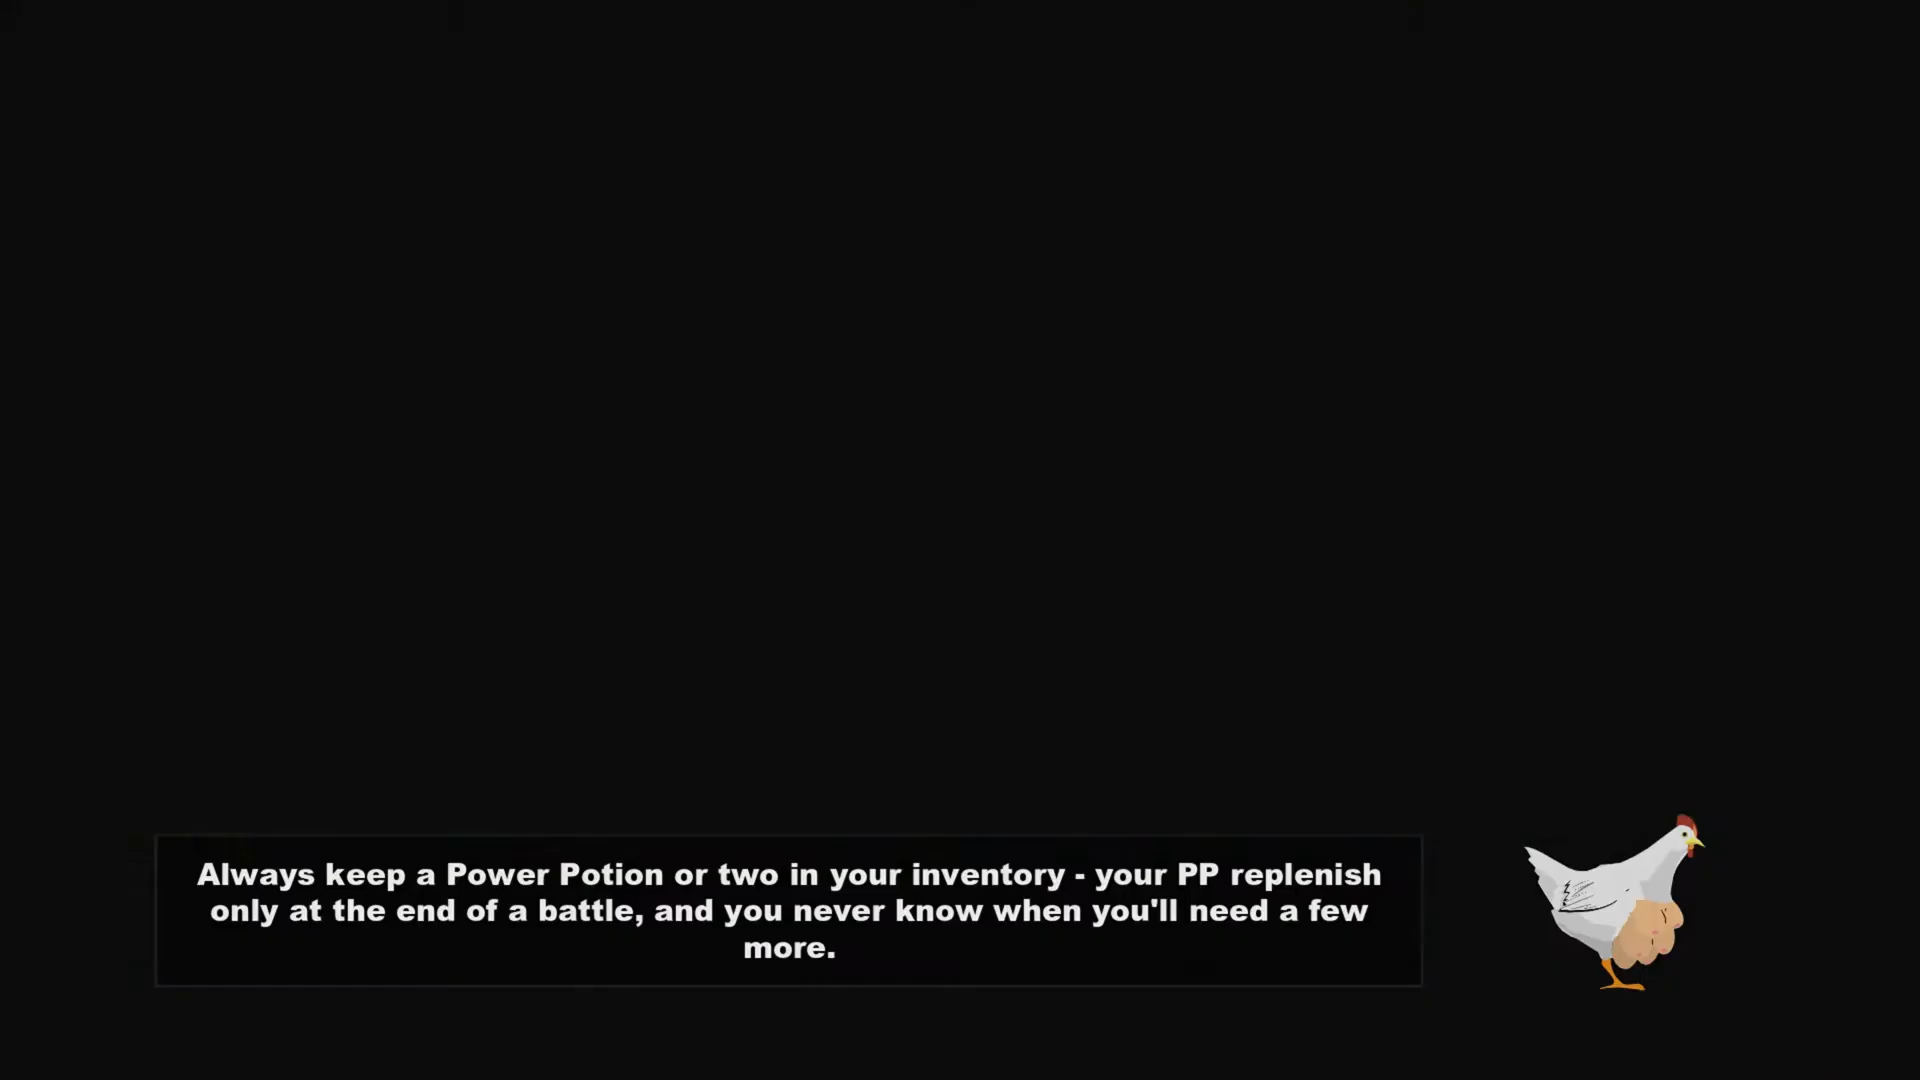 Always keep a Power Potion or two in your inventory - your PP replenish
only at the end of a battle, and you never know when you'll need a few
more.